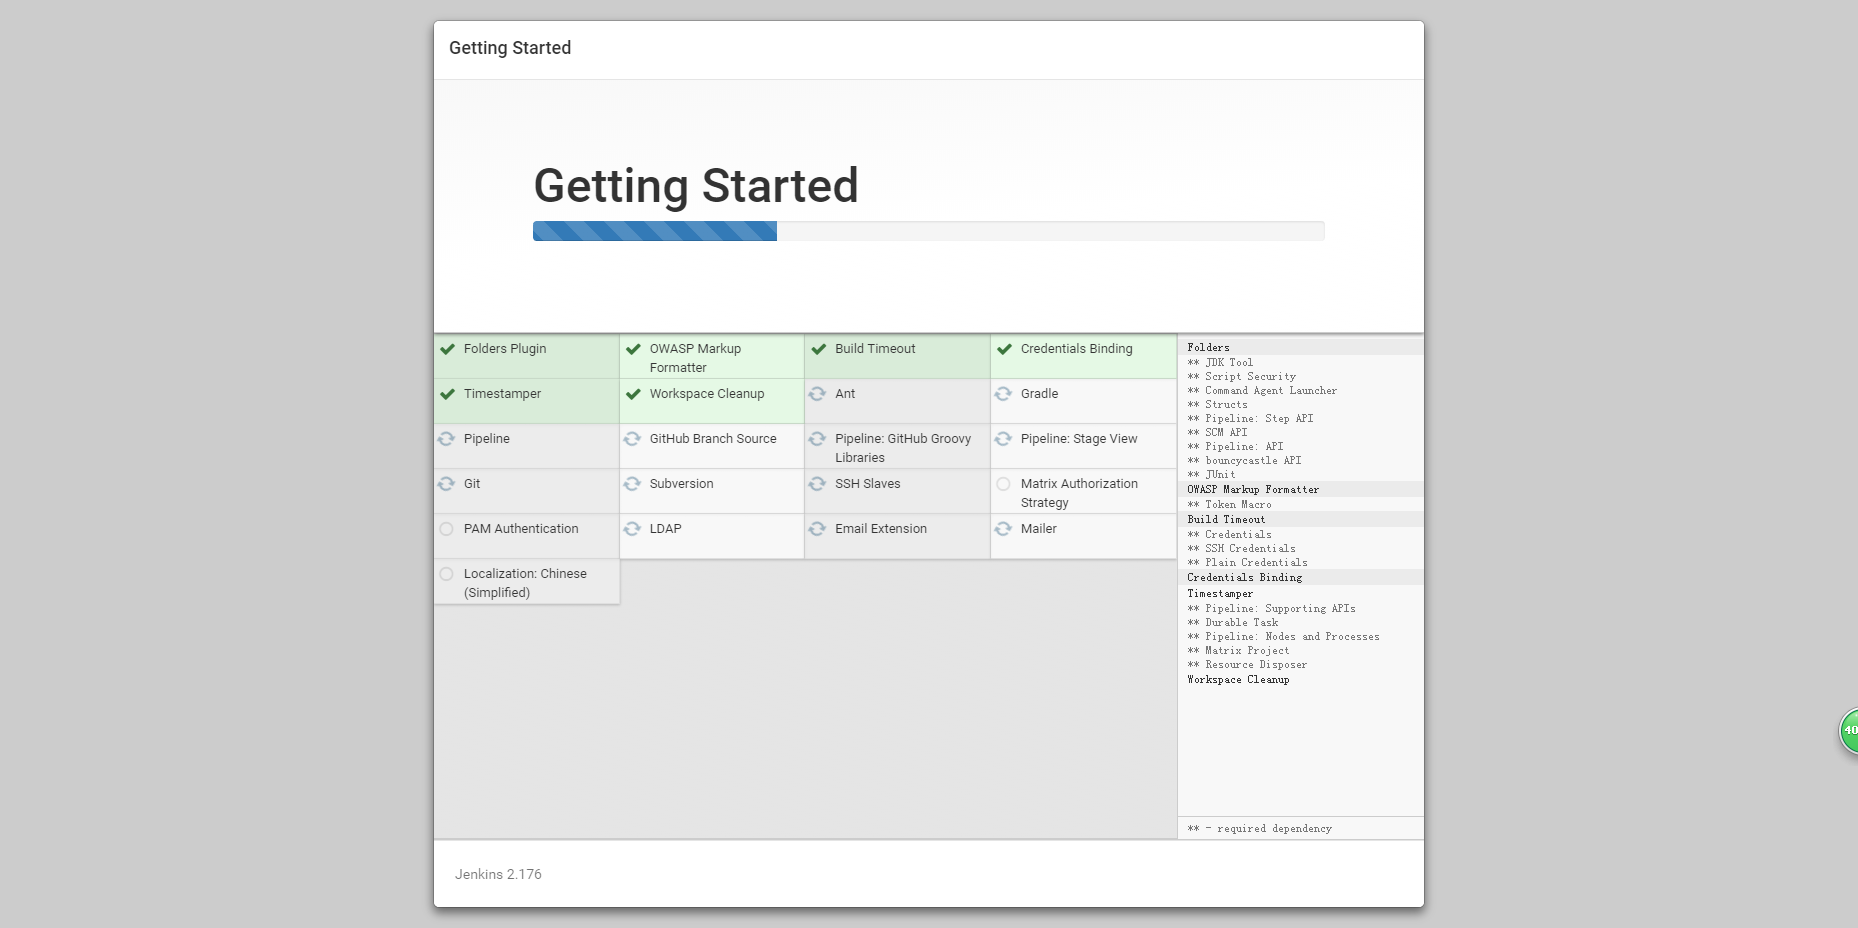 Getting Started
Getting Started
Folders Plugin
OWASP Markup
Formatter
Build Timeout
Credentials Binding
Timestamper
Workspace Cleanup
Ant
Gradle
Pipeline
GitHub Branch Source
Pipeline: GitHub Groovy
Libraries
Pipeline: Stage View
Git
Subversion
SSH Slaves
Matrix Authorization
Strategy
PAM Authentication
LDAP
Email Extension
Mailer
Localization: Chinese
(Simplified)
Folders
** JDK Tool
** Script Security
** Command Agent Launcher
** Structs
** Pipeline: Step API
** SCM API
** Pipeline: API
** bouncycastle API
** JUnit
OWASP Markup Formatter
** Token Macro
Build Timeout
** Credentials
** SSH Credentials
** Plain Credentials
Credentials Binding
Timestamper
** Pipeline: Supporting APIs
** Durable Task
** Pipeline: Nodes and Processes
** Matrix Project
** Resource Disposer
Workspace Cleanup
** - required dependency
Jenkins 2.176
40